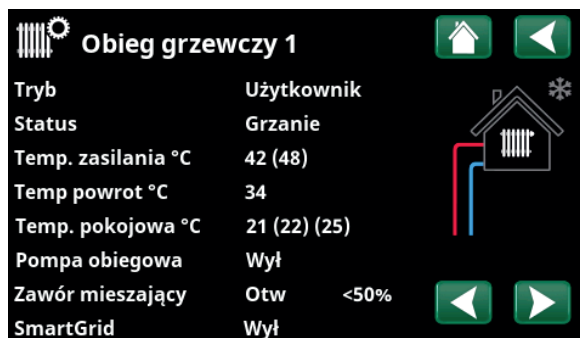 Obieg grzewczy 1
Tryb Użytkownik
Status Grzanie
Temp. zasilania °C 42 (48)
Temp powrot °C 34
Temp. pokojowa °C 21 (22) (25)
Pompa obiegowa Wył
Zawór mieszający Otw <50%
SmartGrid Wył